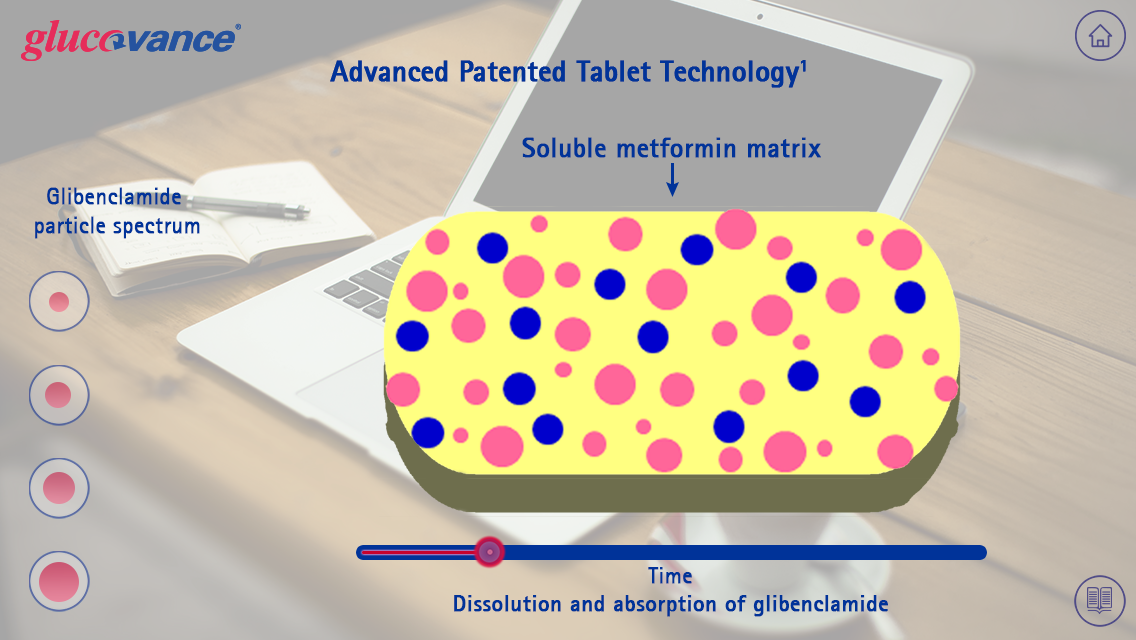 glucovance®
Advanced Patented Tablet Technology¹
Soluble metformin matrix
Glibenclamide
particle spectrum
Time
Dissolution and absorption of glibenclamide